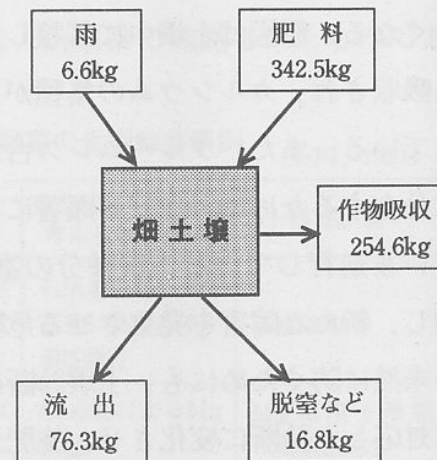 雨
6.6kg
肥料
342.5kg
畑土壌
作物吸収
254.6kg
流出
76.3kg
脱窒など
16.8kg